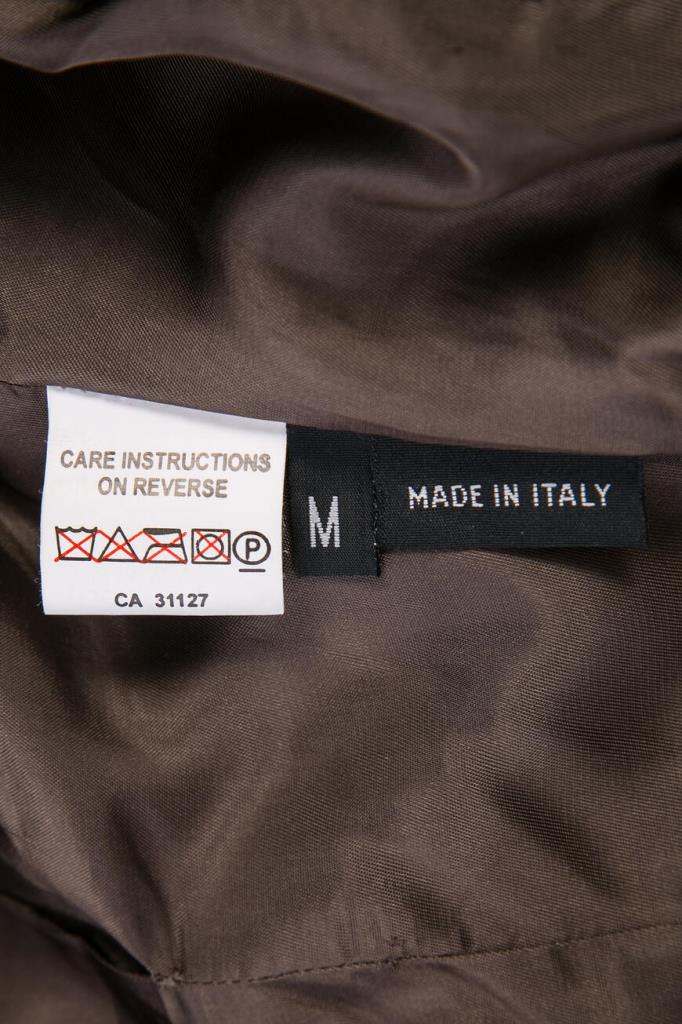 CARE INSTRUCTIONS
ON REVERSE
P
CA 31127
M
MADE IN ITALY